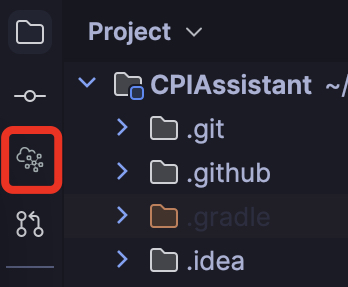 Project
CPIAssistant ~/
.git
.github
.gradle
.idea